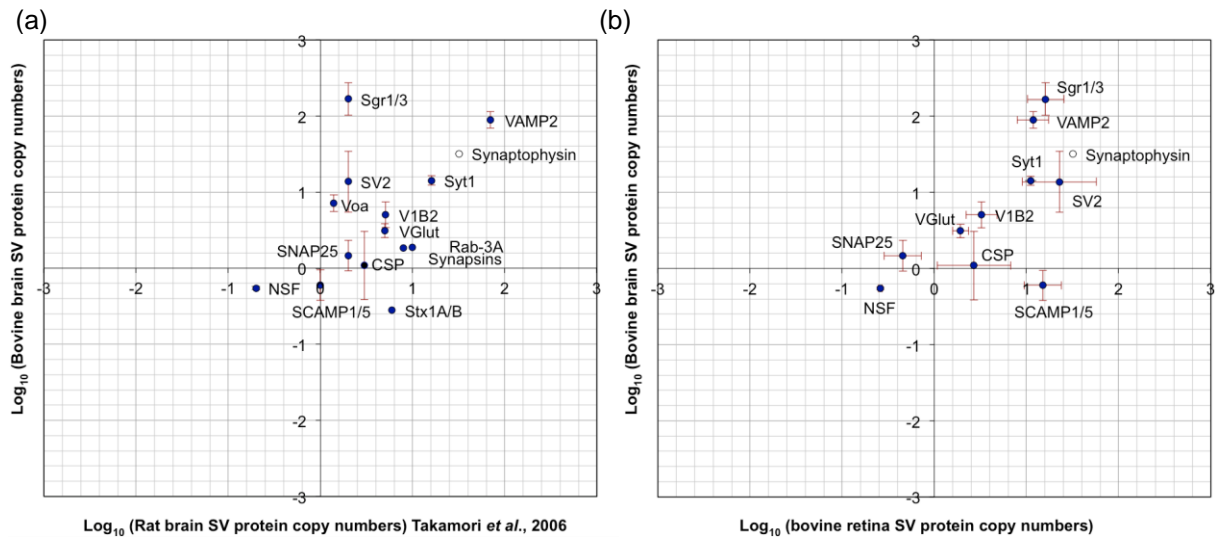 (a)
Log10 (Bovine brain SV protein copy numbers)
3
2
1
0
-1
-2
-3
-3
-2
-1
0
1
2
3
Sgr1/3
VAMP2
Synaptophysin
SV2
Syt1
Voa
V1B2
VGlut
SNAP25
Rab-3A
CSP
Synapsins
NSF
SCAMP1/5
Stx1A/B
Log10 (Rat brain SV protein copy numbers) Takamori et al., 2006
(b)
Log10 (Bovine brain SV protein copy numbers)
3
2
1
0
-1
-2
-3
-3
-2
-1
0
1
2
3
Sgr1/3
VAMP2
Syt1
Synaptophysin
SV2
VGlut
V1B2
SNAP25
CSP
NSF
SCAMP1/5
Log10 (bovine retina SV protein copy numbers)